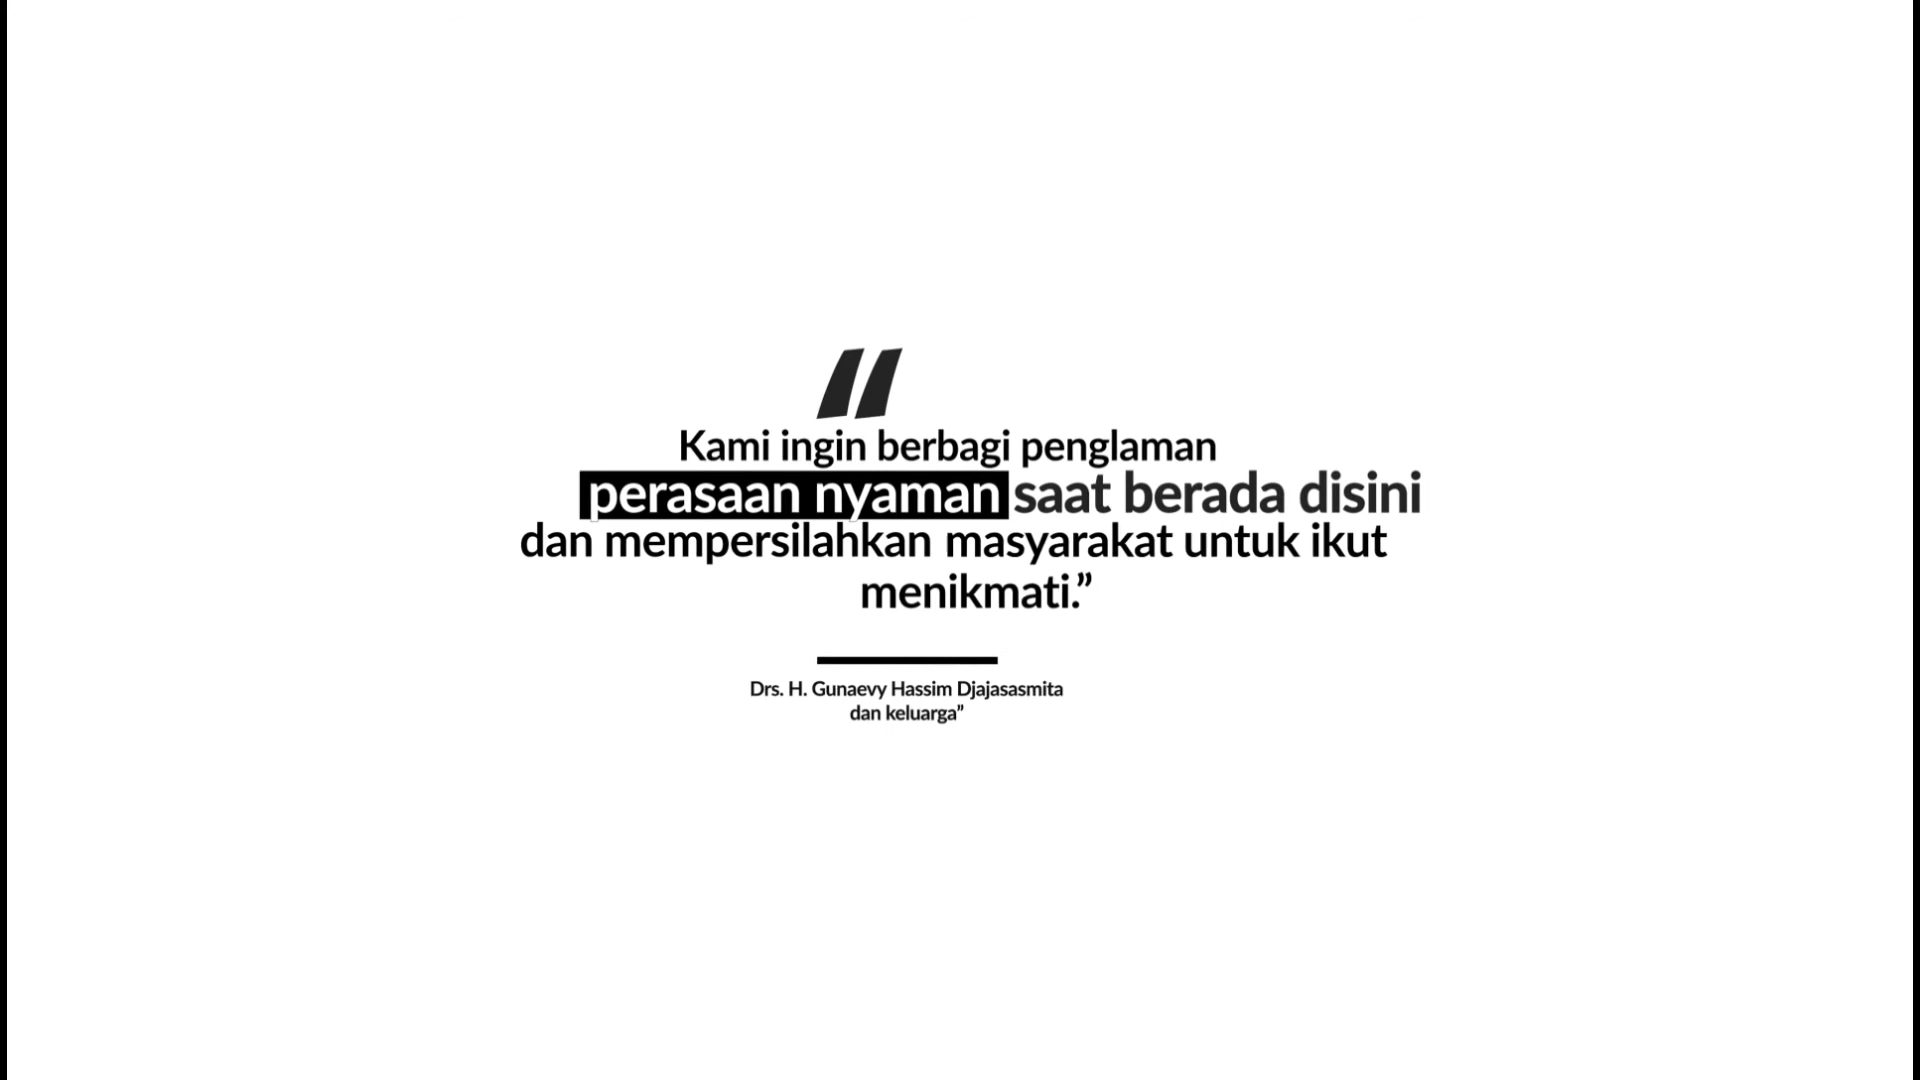 “
Kami ingin berbagi penglaman
perasaan nyaman saat berada disini
dan mempersilahkan masyarakat untuk ikut
menikmati.”
Drs. H. Gunaevy Hassim Djajasasmita
dan keluarga”